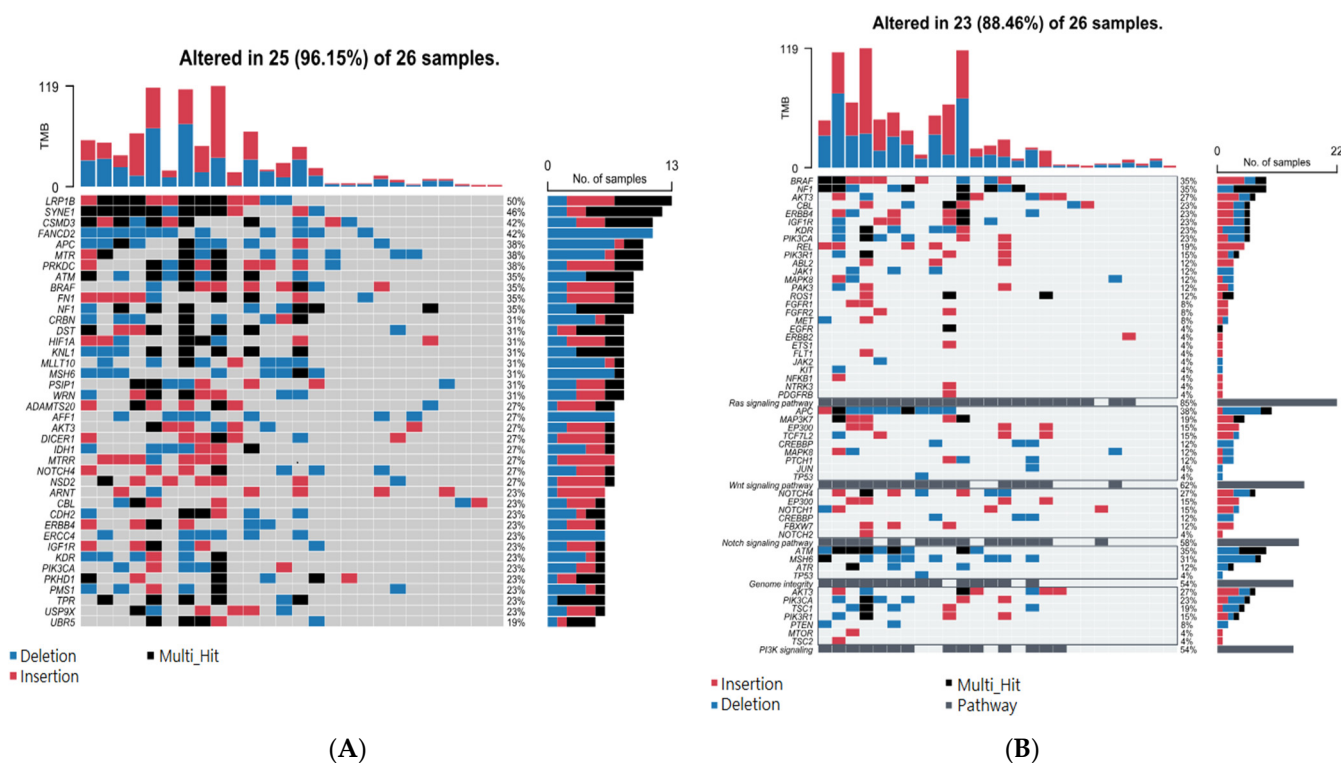 Altered in 25 (96.15%) of 26 samples.
119
TMB
0
0 13
No. of samples
LRP1B 50%
SYNE1 46%
CSMD3 42%
FANCD2 42%
APC 38%
MTR 38%
PRKDC 38%
ATM 35%
BRAF 35%
FN1 35%
NF1 35%
CRBN 31%
DST 31%
HIF1A 31%
KNL1 31%
MLLT10 31%
MSH6 31%
PSIP1 31%
WRN 31%
ADAMTS20 27%
AFF1 27%
AKT3 27%
DICER1 27%
IDH1 27%
MTRR 27%
NOTCH4 27%
NSD2 27%
ARNT 23%
CBL 23%
CDH2 23%
ERBB4 23%
ERCC4 23%
IGF1R 23%
KDR 23%
PIK3CA 23%
PKHD1 23%
PMS1 23%
TPR 23%
USP9X 23%
UBR5 19%
Deletion
Multi_Hit
Insertion
(A)
Altered in 23 (88.46%) of 26 samples.
119
TMB
0
0 22
No. of samples
BRAF 35%
NF1 35%
AKT3 27%
CBL 23%
ERBB4 23%
IGF1R 23%
KDR 23%
PIK3CA 23%
REL 19%
PIK3R1 15%
ABL2 12%
JAK1 12%
MAPK8 12%
PAK3 12%
ROS1 12%
FGFR1 8%
FGFR2 8%
MET 8%
EGFR 4%
ERBB2 4%
ETS1 4%
FLT1 4%
JAK2 4%
KIT 4%
NFKB1 4%
NTRK3 4%
PDGFRB 4%
Ras signaling pathway 85%
APC 38%
MAP3K7 19%
EP300 15%
TCF7L2 15%
CREBBP 12%
MAPK8 12%
PTCH1 12%
JUN 4%
TP53 4%
Wnt signaling pathway 62%
NOTCH4 27%
EP300 15%
NOTCH1 15%
CREBBP 12%
FBXW7 12%
NOTCH2 4%
Notch signaling pathway 58%
ATM 35%
MSH6 31%
ATR 12%
TP53 4%
Genome integrity 54%
AKT3 27%
PIK3CA 23%
TSC1 19%
PIK3R1 15%
PTEN 8%
MTOR 4%
TSC2 4%
PI3K signaling 54%
Insertion
Multi_Hit
Deletion
Pathway
(B)